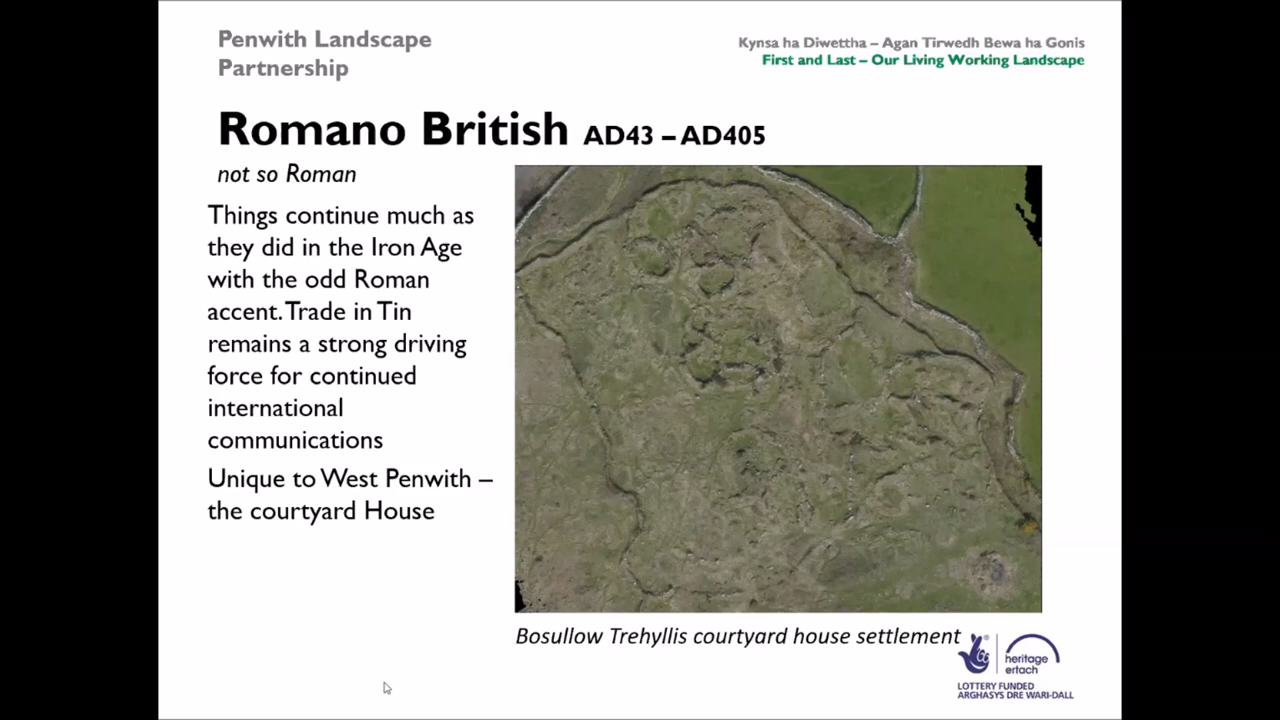 Penwith Landscape
Partnership
Kynsa ha Diwettha – Agan Tirwedh Bewa ha Gonis
First and Last – Our Living Working Landscape
Romano British AD43 – AD405
not so Roman
Things continue much as
they did in the Iron Age
with the odd Roman
accent. Trade in Tin
remains a strong driving
force for continued
international
communications
Unique to West Penwith –
the courtyard House
Bosullow Trehyllis courtyard house settlement
heritage
ertach
LOTTERY FUNDED
ARGHASYS DRE WARI-DALL